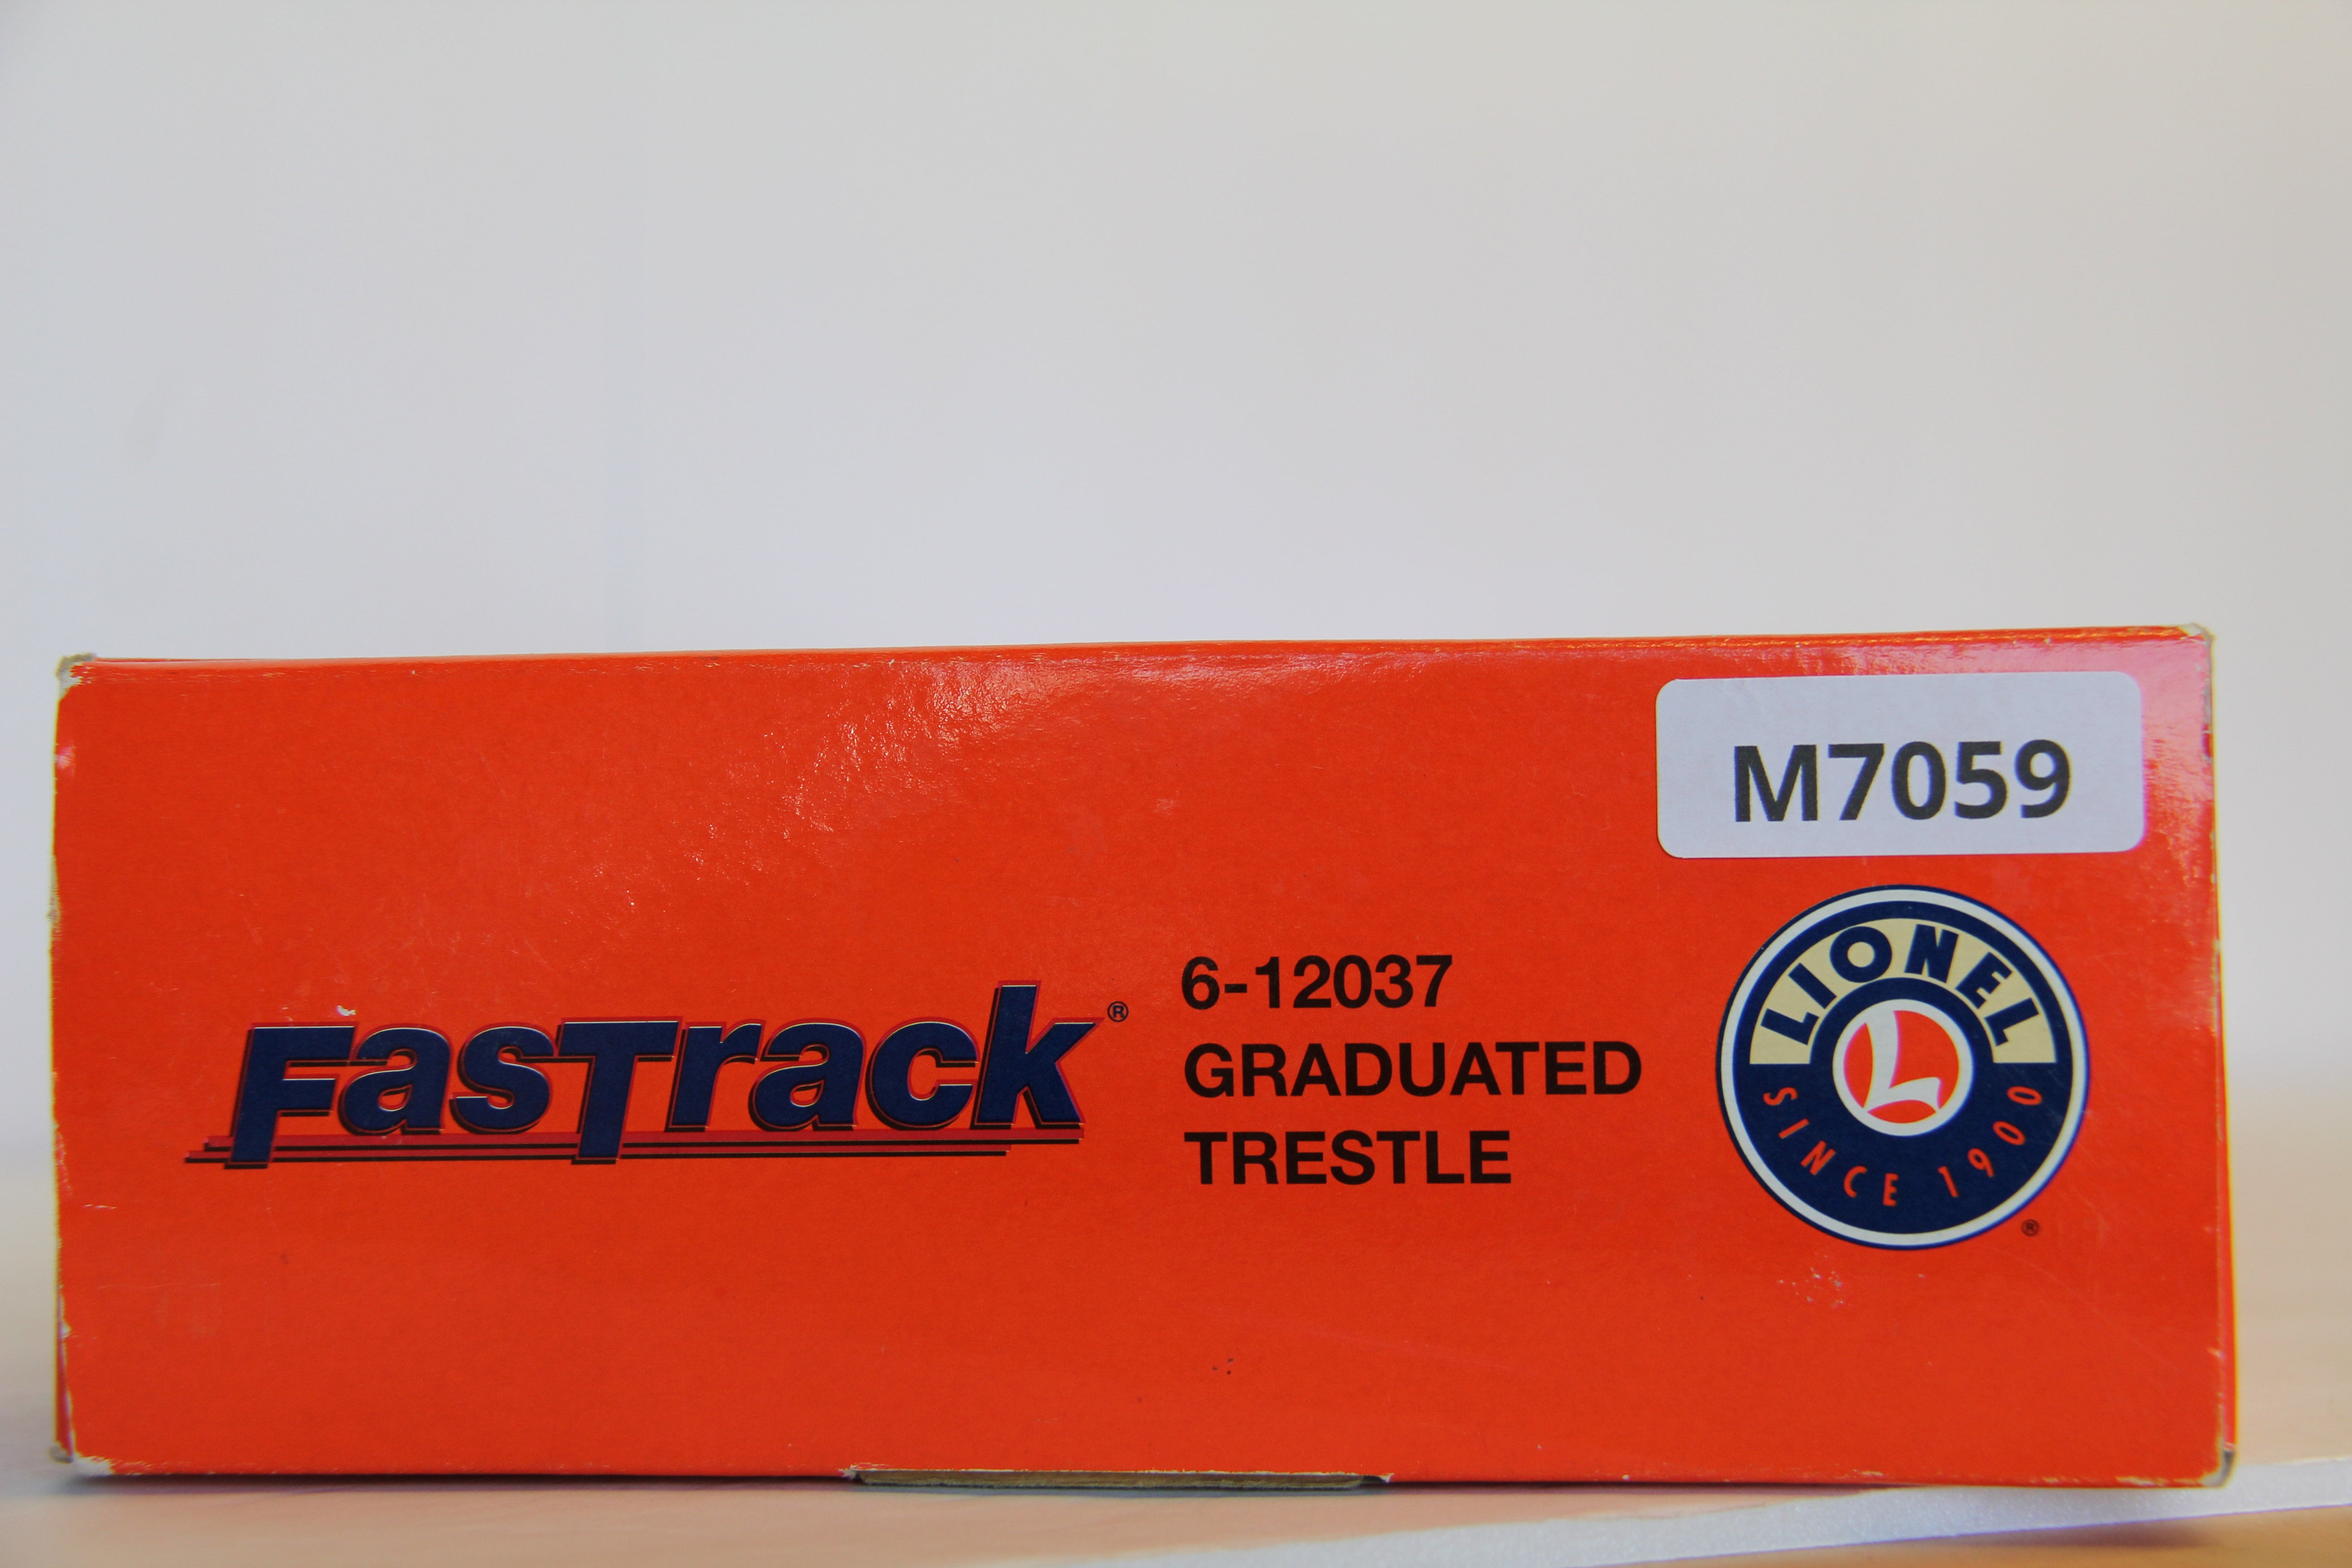 M7059
FasTrack®
6-12037
GRADUATED
TRESTLE
LIONEL
L
SINCE 1900
®